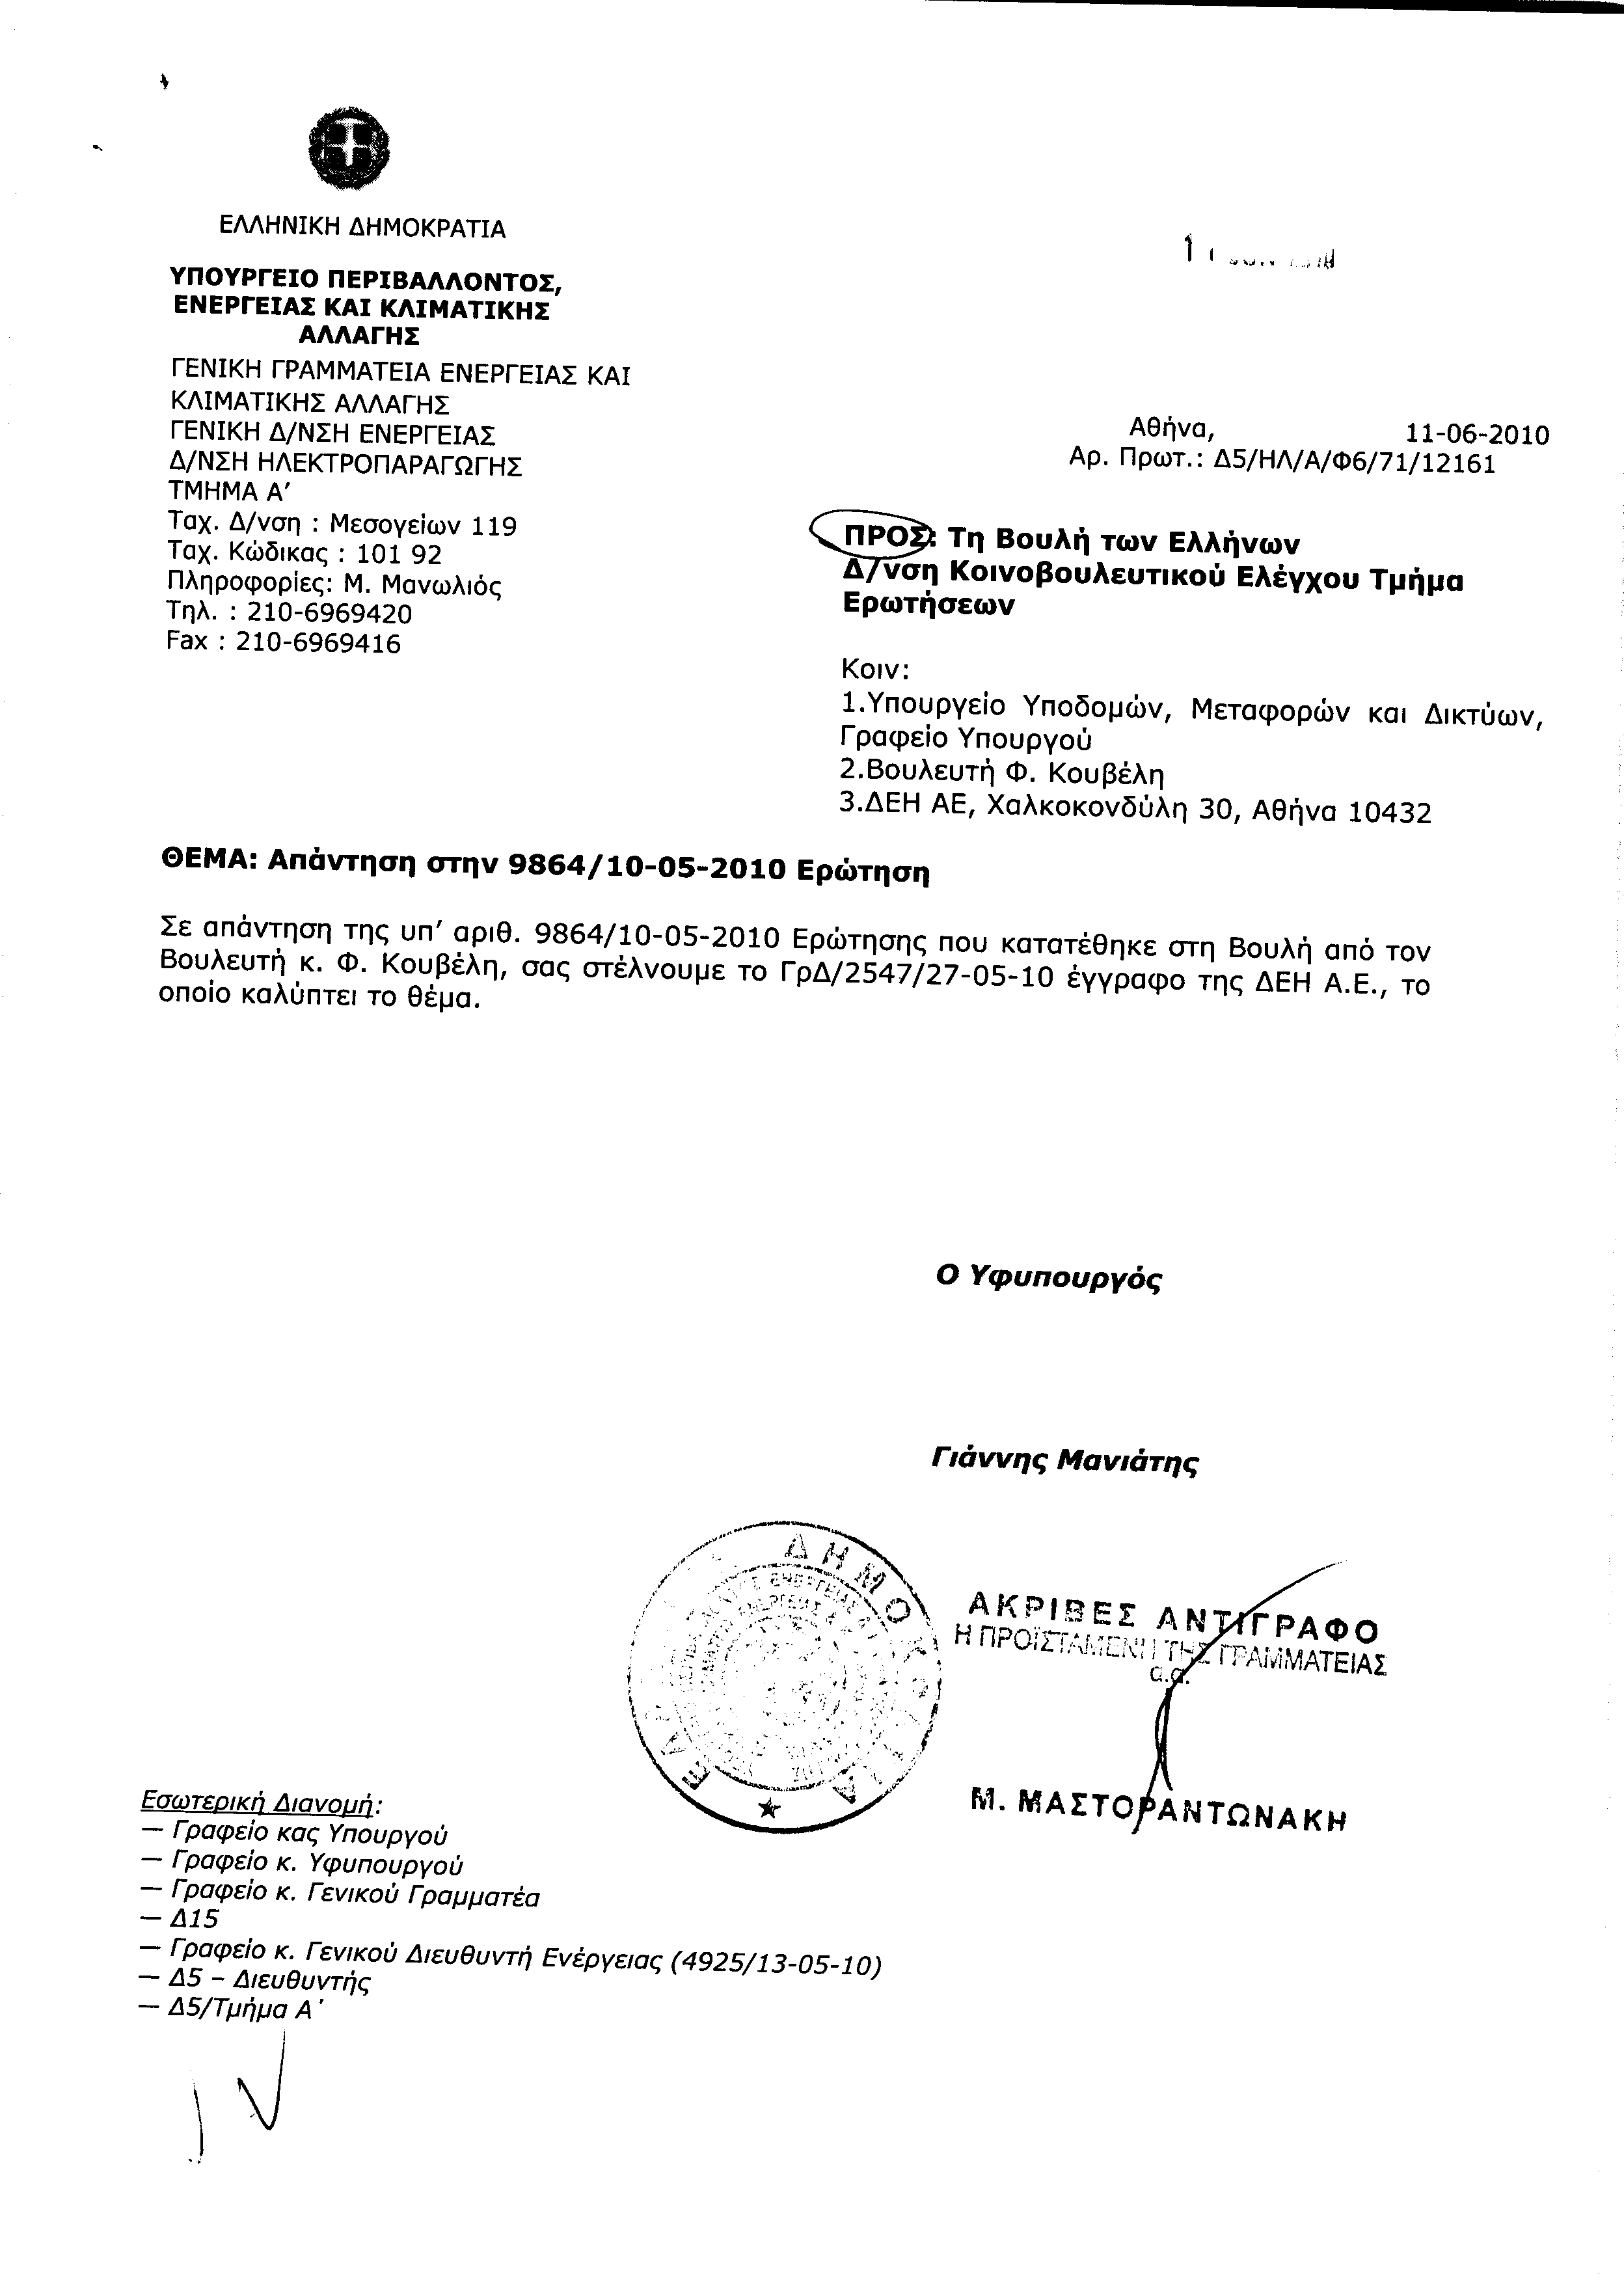 ΕΛΛΗΝΙΚΗ ΔΗΜΟΚΡΑΤΙΑ
ΥΠΟΥΡΓΕΙΟ ΠΕΡΙΒΑΛΛΟΝΤΟΣ,
ΕΝΕΡΓΕΙΑΣ ΚΑΙ ΚΛΙΜΑΤΙΚΗΣ
ΑΛΛΑΓΗΣ
ΓΕΝΙΚΗ ΓΡΑΜΜΑΤΕΙΑ ΕΝΕΡΓΕΙΑΣ ΚΑΙ
ΚΛΙΜΑΤΙΚΗΣ ΑΛΛΑΓΗΣ
ΓΕΝΙΚΗ Δ/ΝΣΗ ΕΝΕΡΓΕΙΑΣ
Δ/ΝΣΗ ΗΛΕΚΤΡΟΠΑΡΑΓΩΓΗΣ
ΤΜΗΜΑ Α’
Ταχ. Δ/νση : Μεσογείων 119
Ταχ. Κώδικας : 101 92
Πληροφορίες: Μ. Μανωλιός
Τηλ. : 210-6969420
Fax : 210-6969416
Αθήνα, 11-06-2010
Αρ. Πρωτ.: Δ5/ΗΛ/Α/Φ6/71/12161
ΠΡΟΣ: Τη Βουλή των Ελλήνων
Δ/νση Κοινοβουλευτικού Ελέγχου Τμήμα
Ερωτήσεων
Κοιν:
1.Υπουργείο Υποδομών, Μεταφορών και Δικτύων,
Γραφείο Υπουργού
2.Βουλευτή Φ. Κουβέλη
3.ΔΕΗ ΑΕ, Χαλκοκονδύλη 30, Αθήνα 10432
ΘΕΜΑ: Απάντηση στην 9864/10-05-2010 Ερώτηση
Σε απάντηση της υπ’ αριθ. 9864/10-05-2010 Ερώτησης που κατατέθηκε στη Βουλή από τον
Βουλευτή κ. Φ. Κουβέλη, σας στέλνουμε το ΓρΔ/2547/27-05-10 έγγραφο της ΔΕΗ Α.Ε., το
οποίο καλύπτει το θέμα.
Ο Υφυπουργός
Γιάννης Μανιάτης
ΑΚΡΙΒΕΣ ΑΝΤΙΓΡΑΦΟ
Η ΠΡΟΪΣΤΑΜΕΝΗ ΤΗΣ ΓΡΑΜΜΑΤΕΙΑΣ
α.α.
Μ. ΜΑΣΤΟΡΑΝΤΩΝΑΚΗ
Εσωτερική Διανομή:
— Γραφείο κας Υπουργού
— Γραφείο κ. Υφυπουργού
— Γραφείο κ. Γενικού Γραμματέα
— Δ15
— Γραφείο κ. Γενικού Διευθυντή Ενέργειας (4925/13-05-10)
— Δ5 – Διευθυντής
— Δ5/Τμήμα Α'